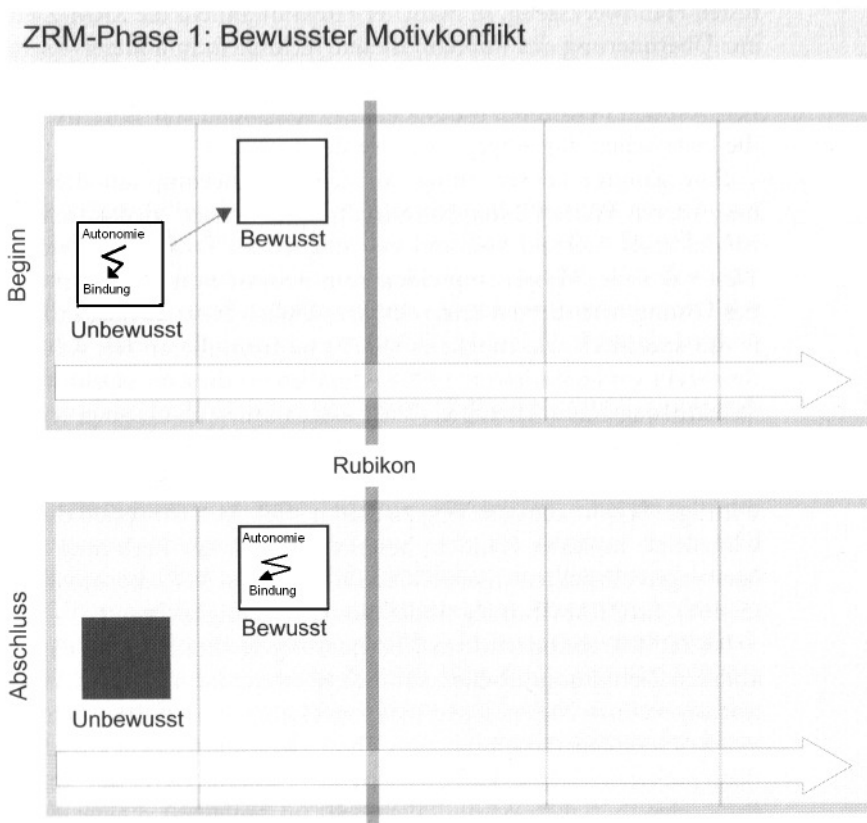 ZRM-Phase 1: Bewusster Motivkonflikt
Beginn
Autonomie
Bindung
Unbewusst
Bewusst
Rubikon
Abschluss
Autonomie
Bindung
Bewusst
Unbewusst